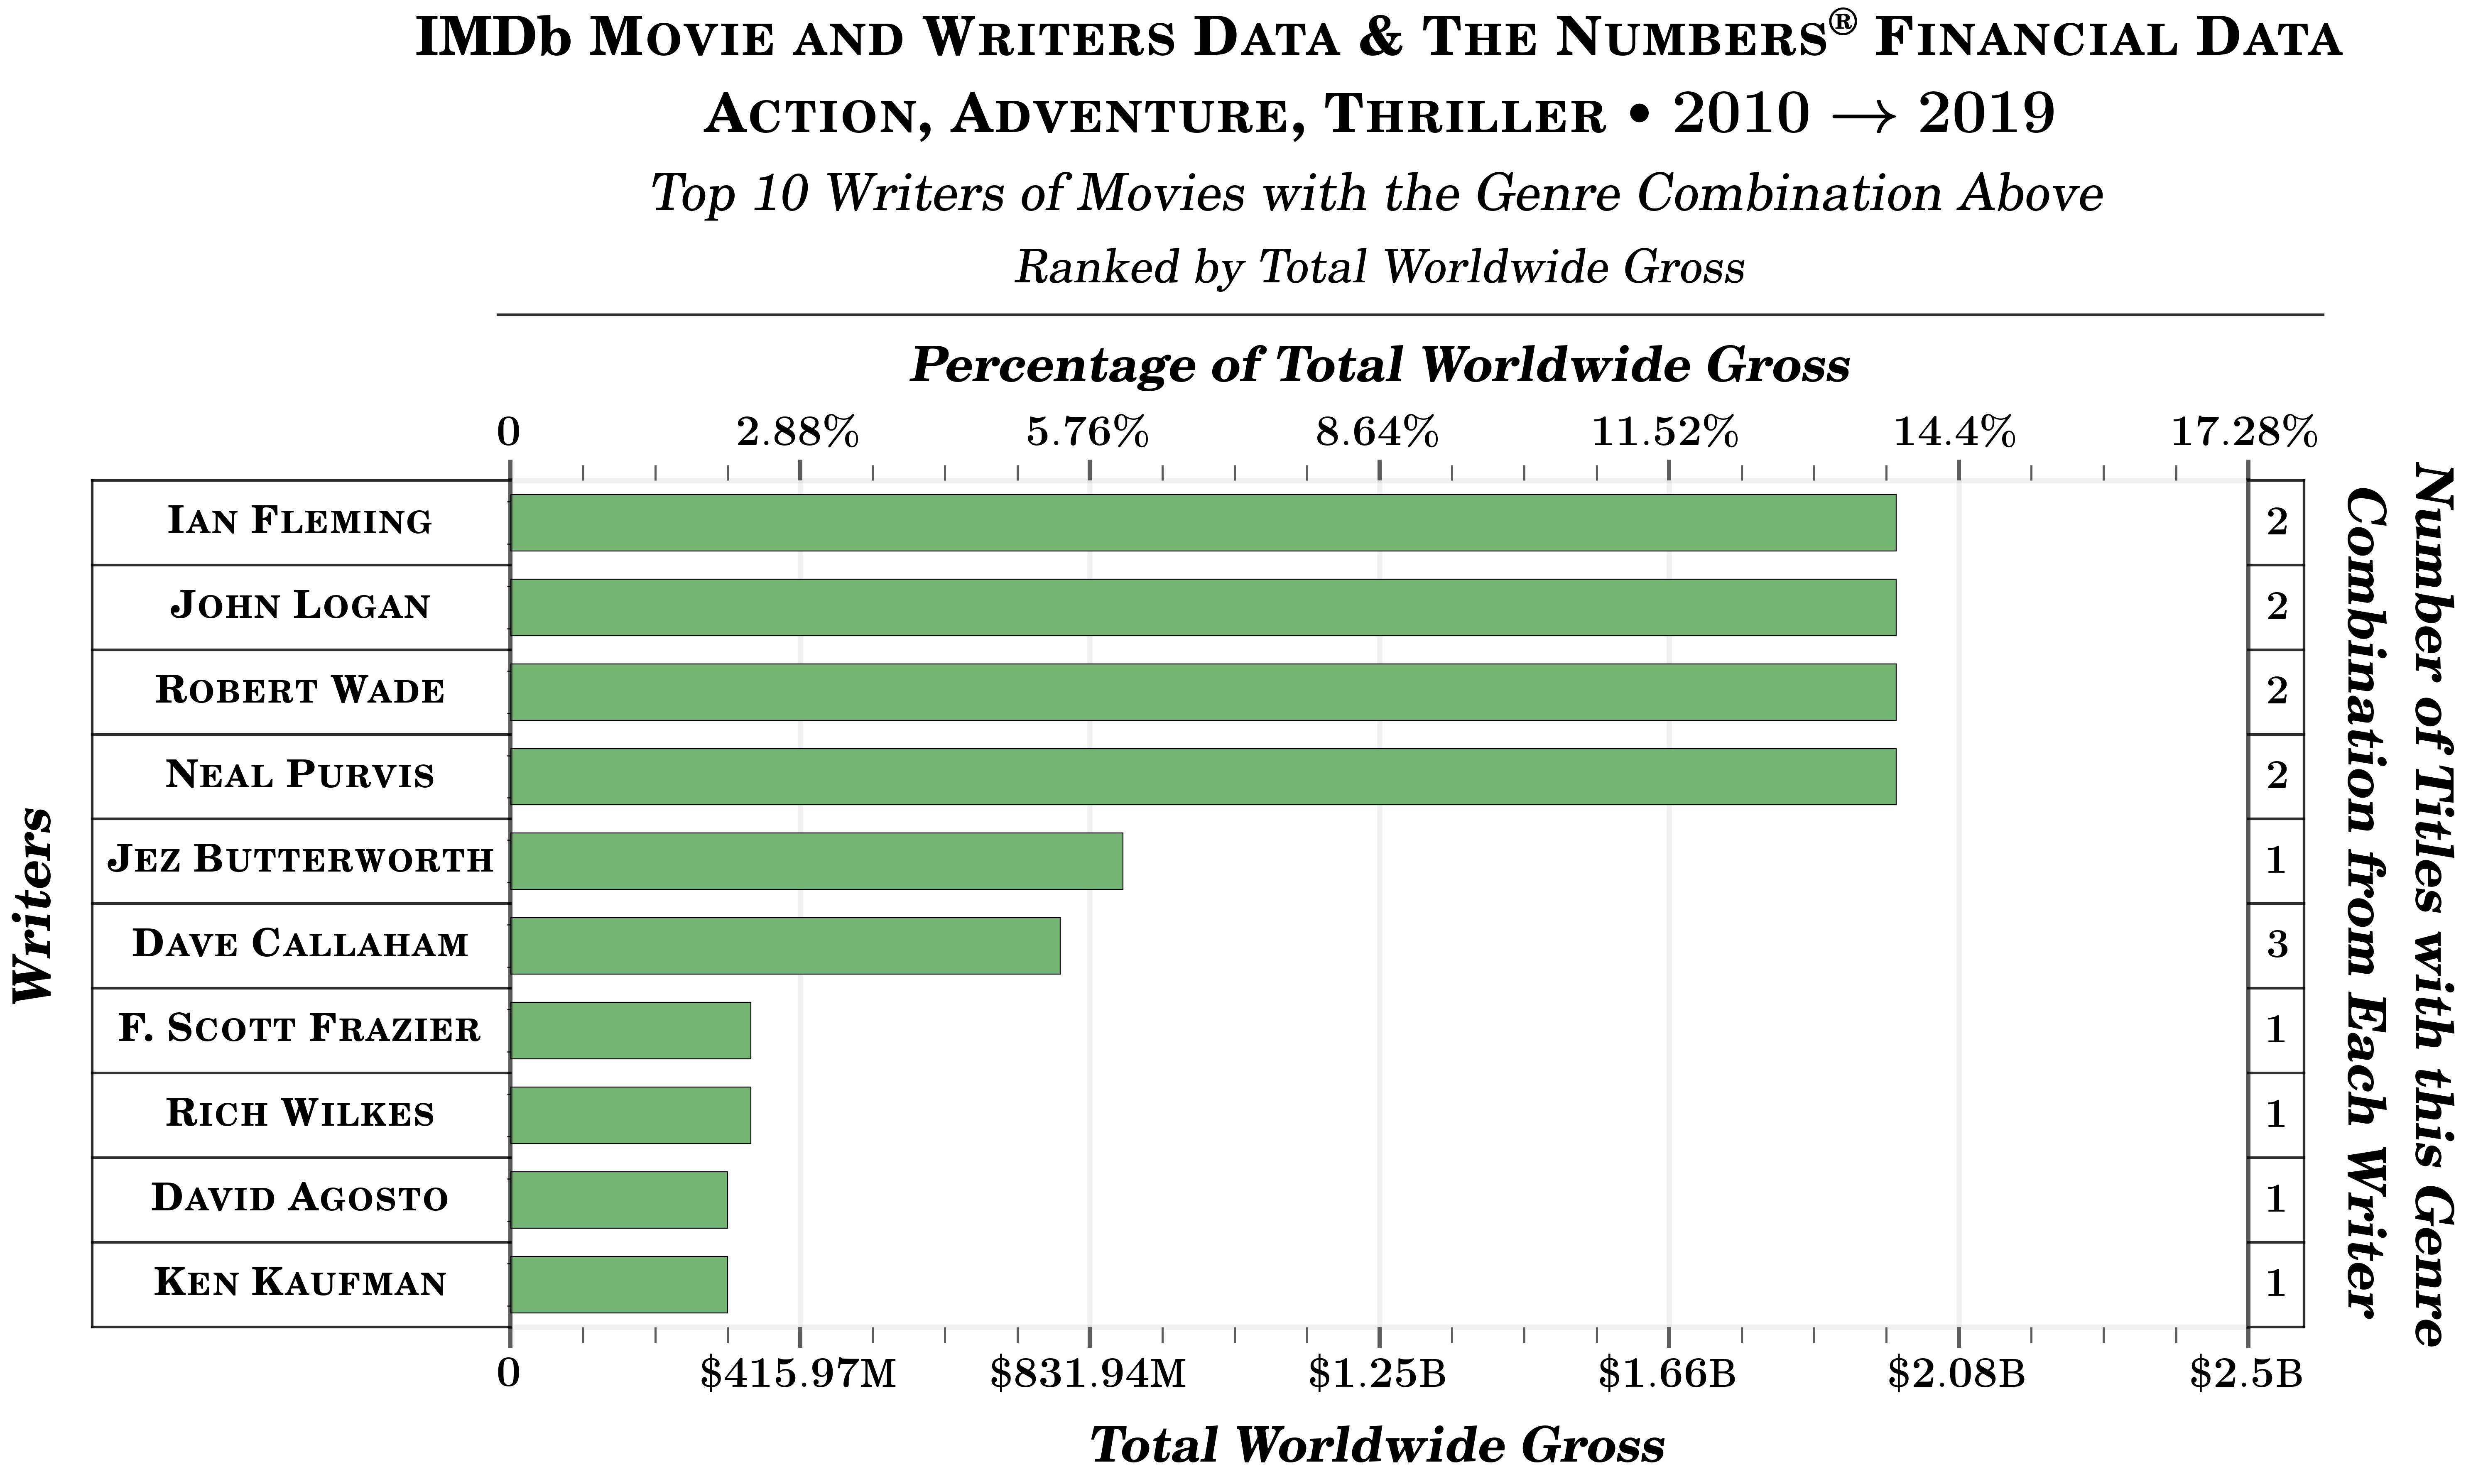 IMDb Movie and Writers Data & The Numbers® Financial Data
Action, Adventure, Thriller • 2010 → 2019
Top 10 Writers of Movies with the Genre Combination Above
Ranked by Total Worldwide Gross
Percentage of Total Worldwide Gross
0 2.88% 5.76% 8.64% 11.52% 14.4% 17.28%
Writers
Ian Fleming 2
John Logan 2
Robert Wade 2
Neal Purvis 2
Jez Butterworth 1
Dave Callaham 3
F. Scott Frazier 1
Rich Wilkes 1
David Agosto 1
Ken Kaufman 1
Number of Titles with this Genre
Combination from Each Writer
0 $415.97M $831.94M $1.25B $1.66B $2.08B $2.5B
Total Worldwide Gross